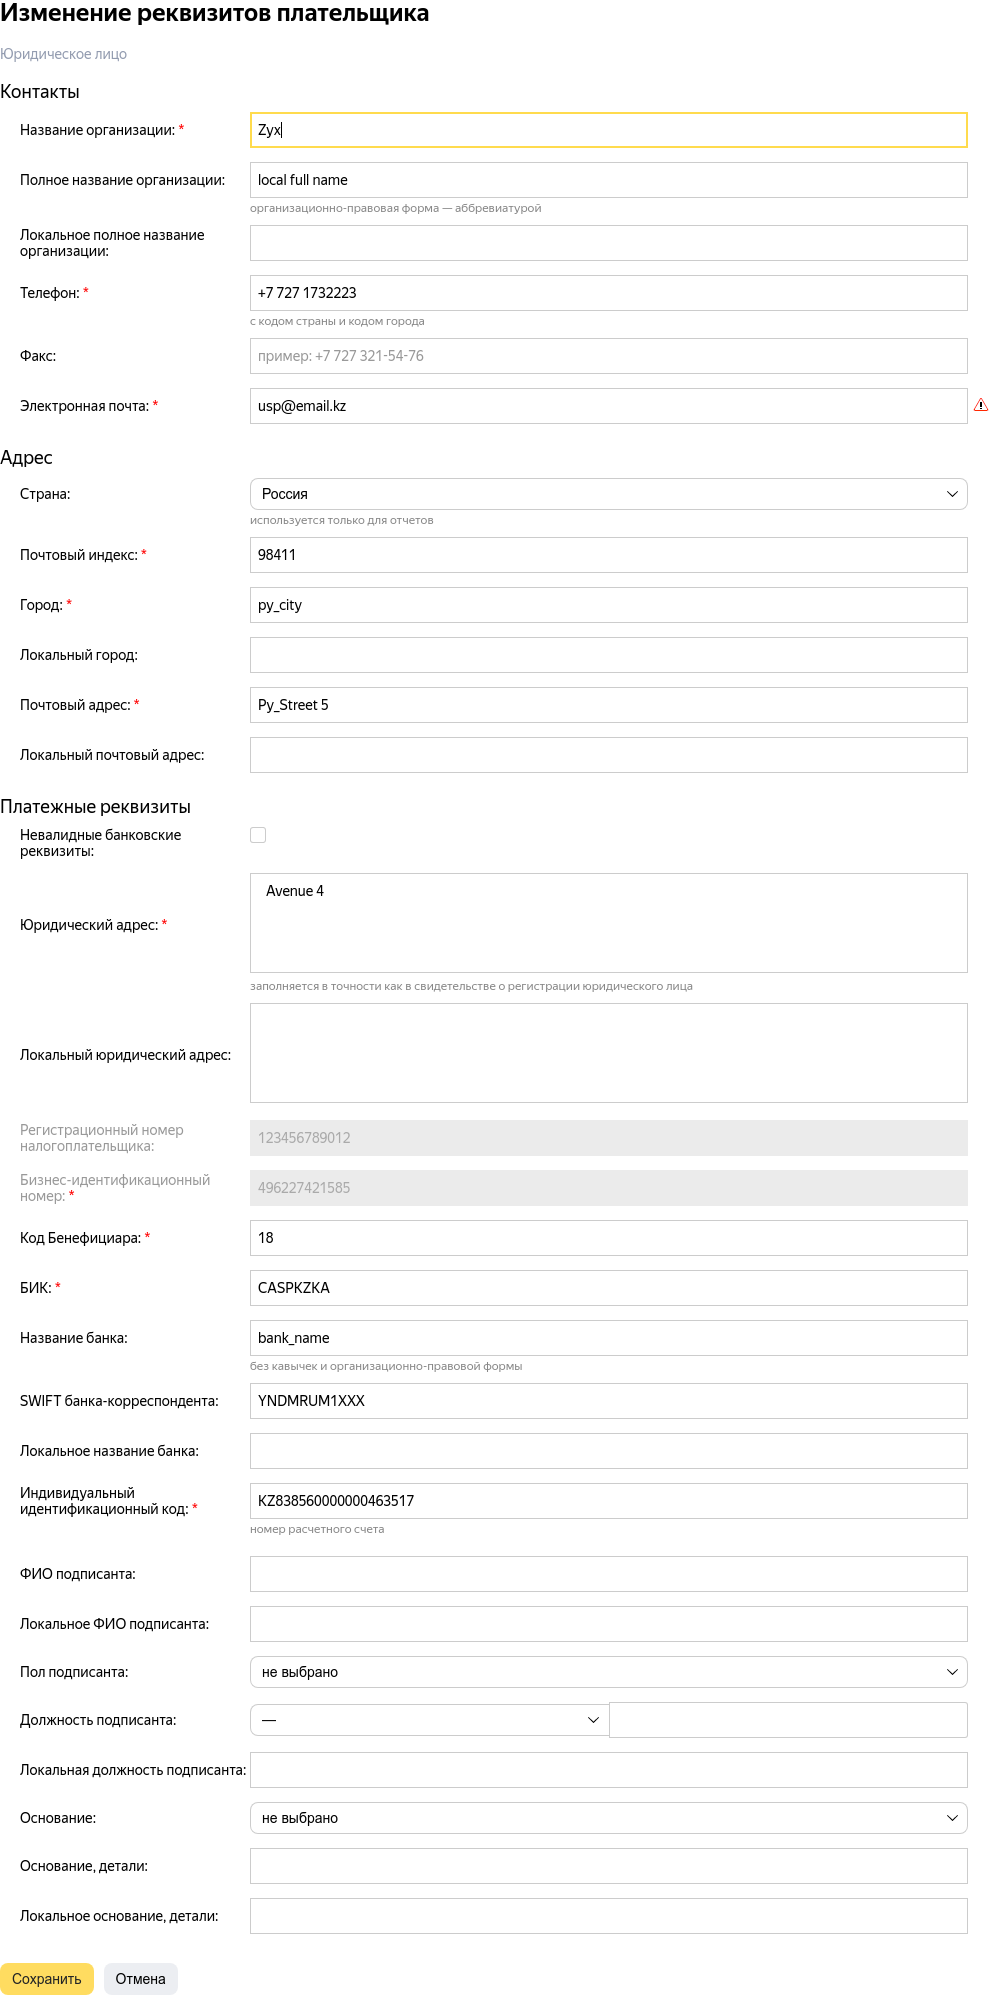 Изменение реквизитов плательщика
Юридическое лицо
Контакты
Название организации: *
Zyx
Полное название организации:
local full name
организационно-правовая форма — аббревиатурой
Локальное полное название
организации:
Телефон: *
+7 727 1732223
с кодом страны и кодом города
Факс:
пример: +7 727 321-54-76
Электронная почта: *
usp@email.kz
Адрес
Страна:
Россия
используется только для отчетов
Почтовый индекс: *
98411
Город: *
py_city
Локальный город:
Почтовый адрес: *
Py_Street 5
Локальный почтовый адрес:
Платежные реквизиты
Невалидные банковские
реквизиты:
Юридический адрес: *
Avenue 4
заполняется в точности как в свидетельстве о регистрации юридического лица
Локальный юридический адрес:
Регистрационный номер
налогоплательщика:
123456789012
Бизнес-идентификационный
номер: *
496227421585
Код Бенефициара: *
18
БИК: *
CASPKZKA
Название банка:
bank_name
без кавычек и организационно-правовой формы
SWIFT банка-корреспондента:
YNDMRUM1XXX
Локальное название банка:
Индивидуальный
идентификационный код: *
KZ838560000000463517
номер расчетного счета
ФИО подписанта:
Локальное ФИО подписанта:
Пол подписанта:
не выбрано
Должность подписанта:
—
Локальная должность подписанта:
Основание:
не выбрано
Основание, детали:
Локальное основание, детали:
Сохранить
Отмена